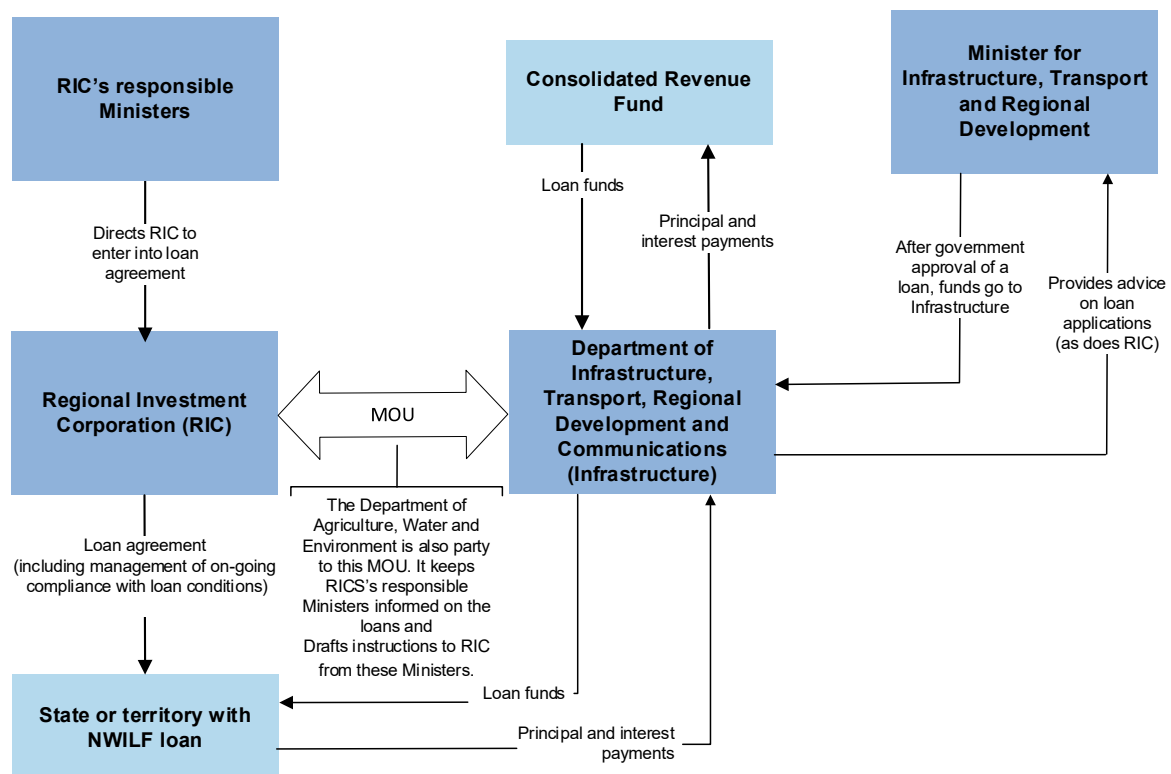 RIC's responsible
Ministers
Consolidated Revenue
Fund
Minister for
Infrastructure, Transport
and Regional
Development
Directs RIC to
enter into loan
agreement
Loan funds
Principal and
interest payments
After government
approval of a
loan, funds go to
Infrastructure
Provides advice
on loan
applications
(as does RIC)
Regional Investment
Corporation (RIC)
MOU
Department of
Infrastructure,
Transport, Regional
Development and
Communications
(Infrastructure)
The Department of
Agriculture, Water and
Environment is also party
to this MOU. It keeps
RICS's responsible
Ministers informed on the
loans and
Drafts instructions to RIC
from these Ministers.
Loan agreement
(including management of on-going
compliance with loan conditions)
Loan funds
State or territory with
NWILF loan
Principal and interest
payments